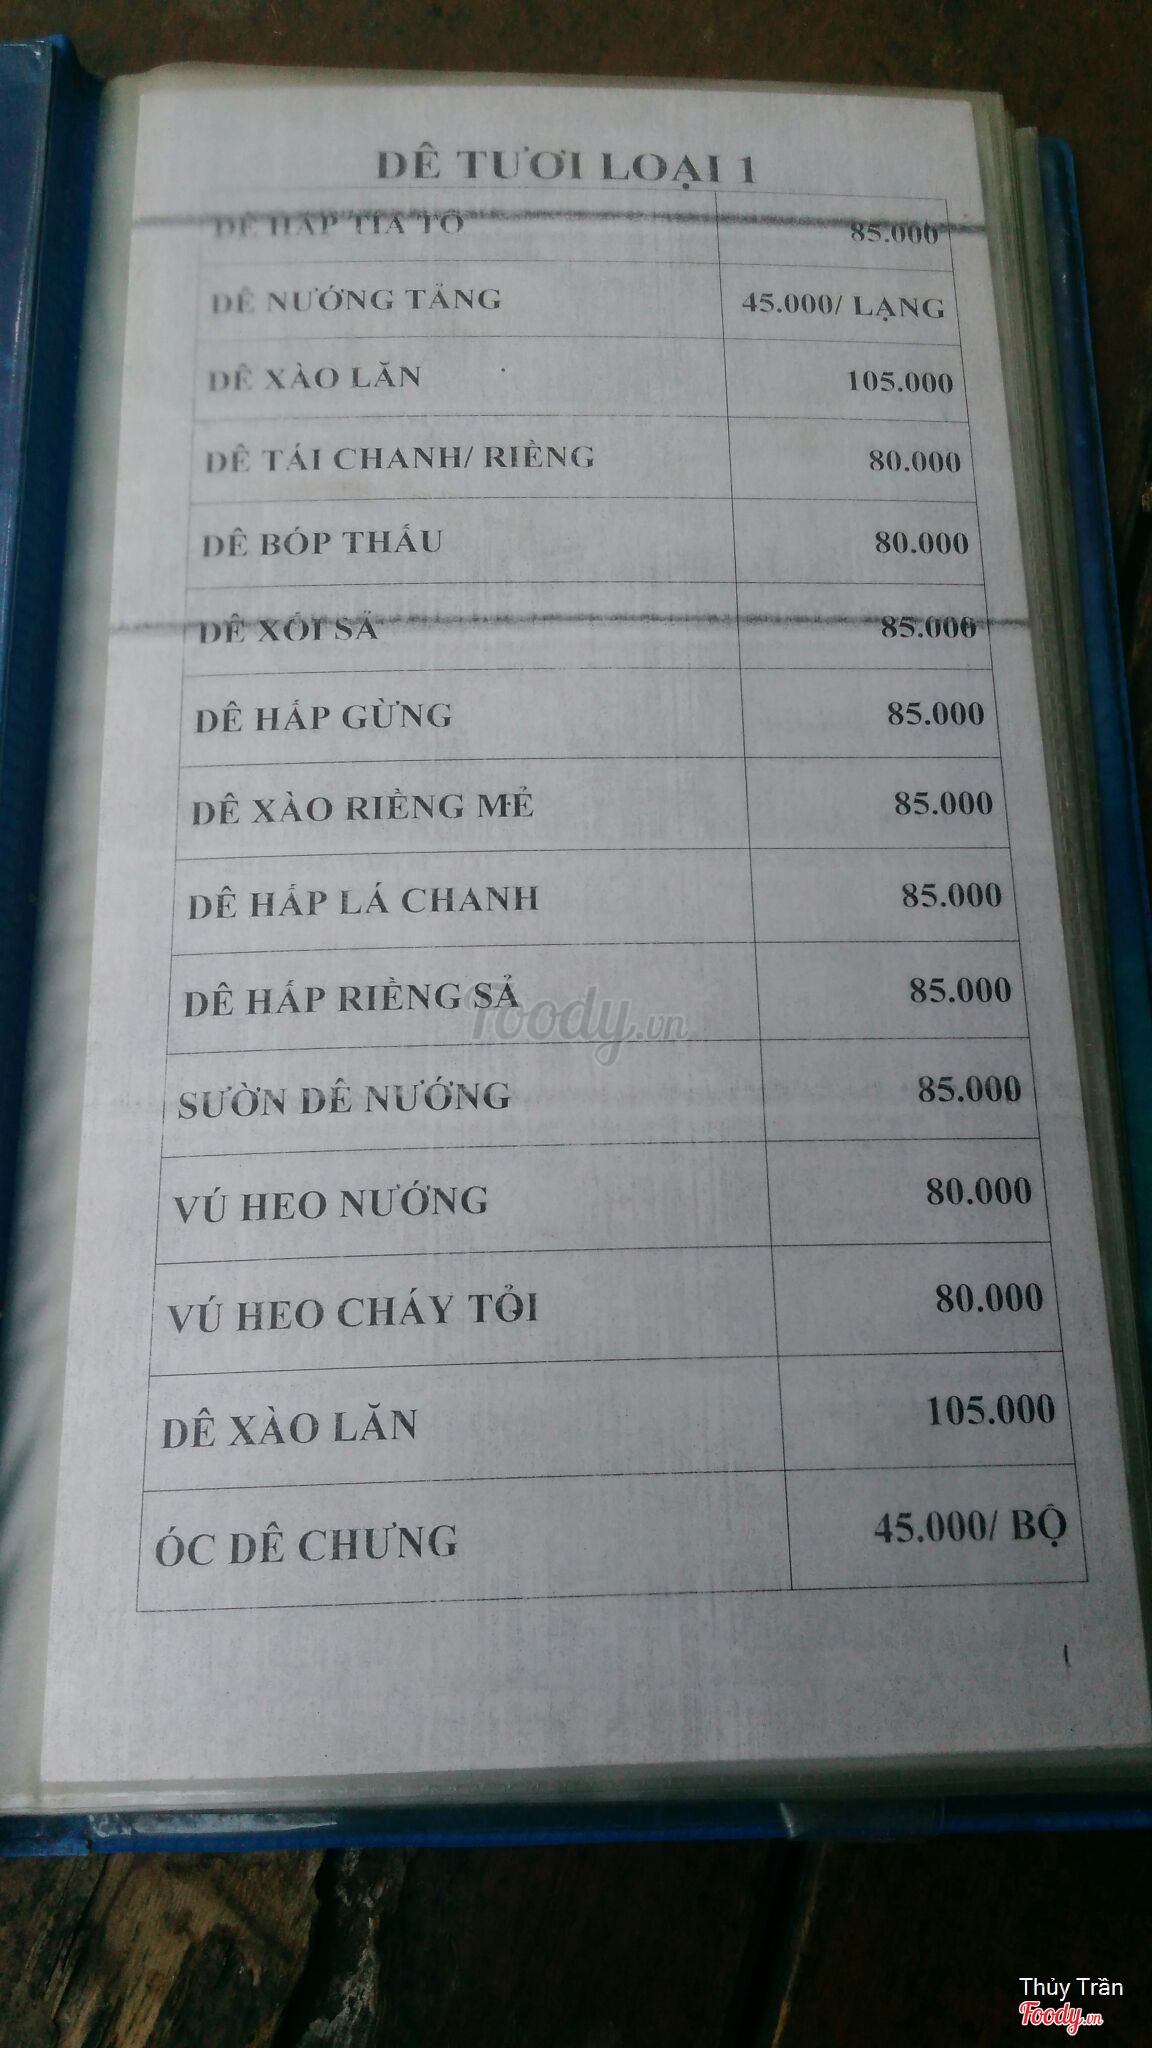 DÊ TƯƠI LOẠI 1
DÊ HẤP TÍA TÔ 85.000
DÊ NƯỚNG TẢNG 45.000/ LẠNG
DÊ XÀO LĂN 105.000
DÊ TÁI CHANH/ RIỀNG 80.000
DÊ BÓP THẤU 80.000
DÊ XỐI SẢ 85.000
DÊ HẤP GỪNG 85.000
DÊ XÀO RIỀNG MẺ 85.000
DÊ HẤP LÁ CHANH 85.000
DÊ HẤP RIỀNG SẢ 85.000
SƯỜN DÊ NƯỚNG 85.000
VÚ HEO NƯỚNG 80.000
VÚ HEO CHÁY TỎI 80.000
DÊ XÀO LĂN 105.000
ÓC DÊ CHƯNG 45.000/ BỘ
Foody.vn
Thủy Trần
Foody.vn